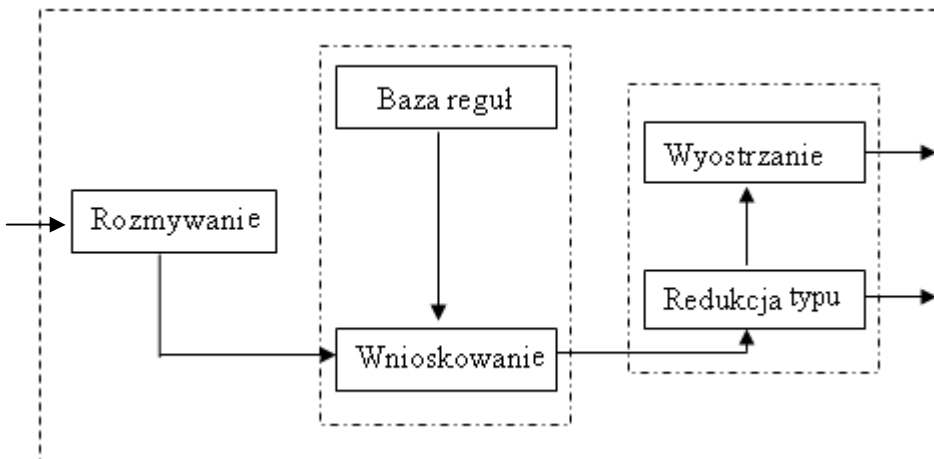 Baza reguł
Wyostrzanie
Rozmywanie
Redukcja typu
Wnioskowanie